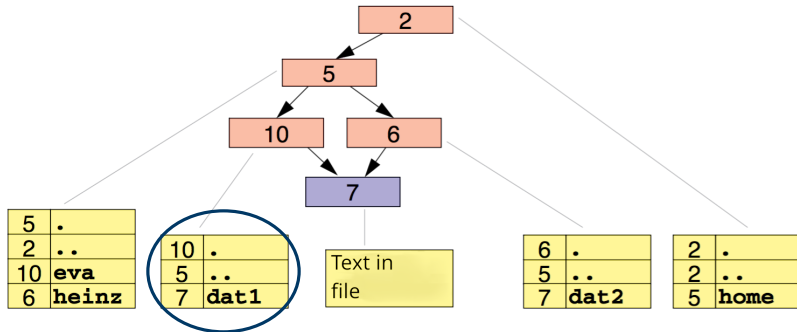 2
5
10
6
7
5 .
2 ..
10 eva
6 heinz
10 .
5 ..
7 dat1
Text in
file
6 .
5 ..
7 dat2
2 .
2 ..
5 home